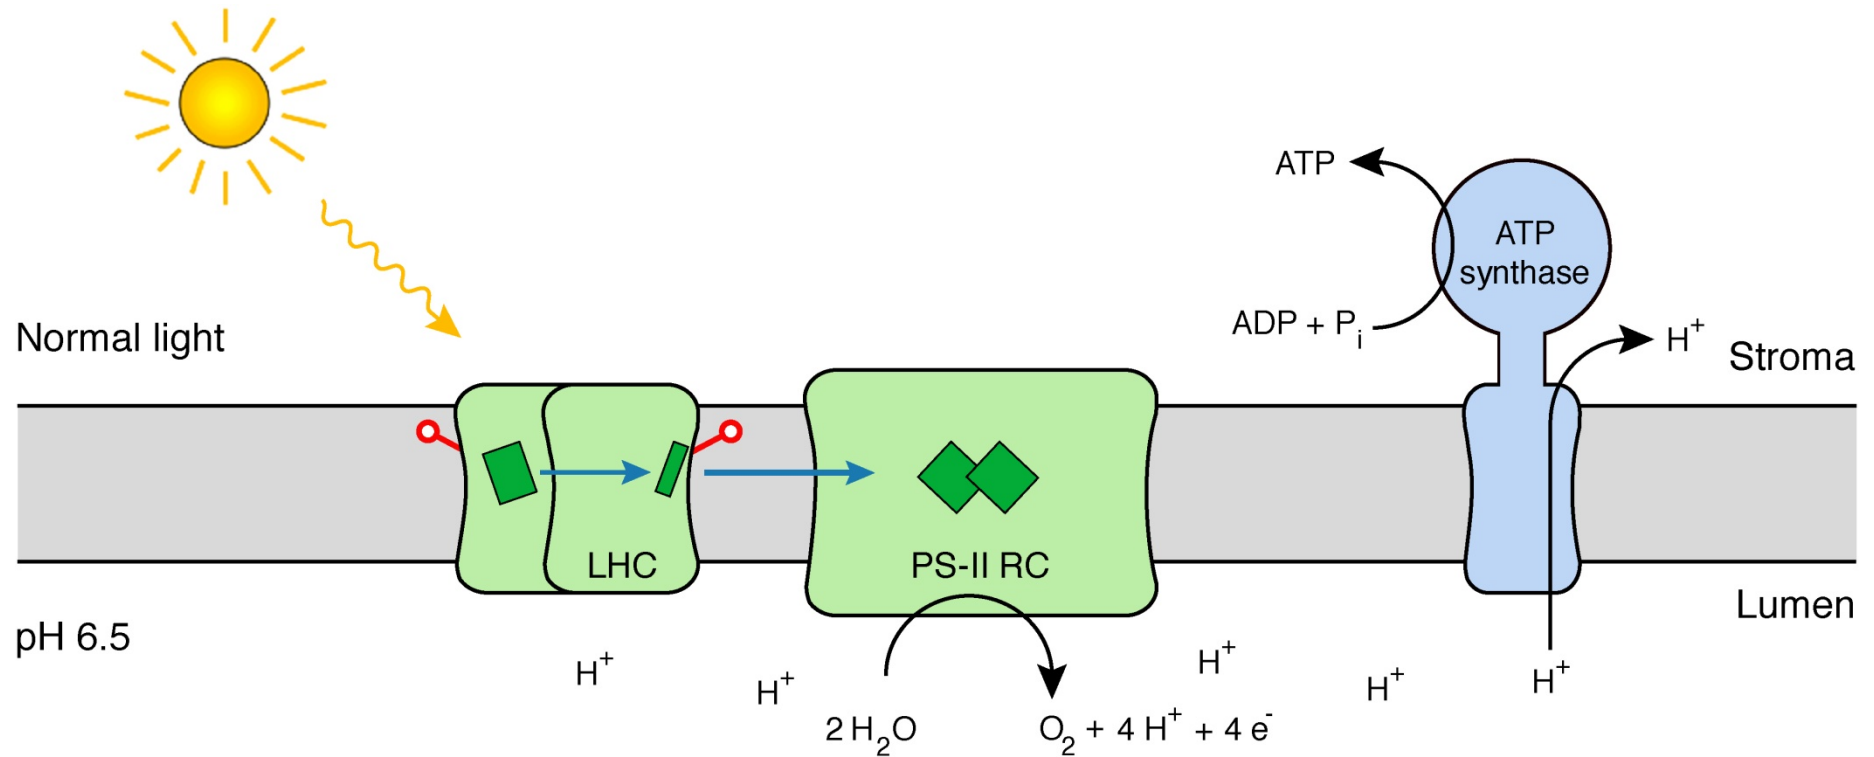 ATP
ATP
synthase
ADP + Pi
H+
Normal light
Stroma
LHC
PS-II RC
Lumen
pH 6.5
H+
H+
H+
H+
H+
2 H2O
O2 + 4 H+ + 4 e-